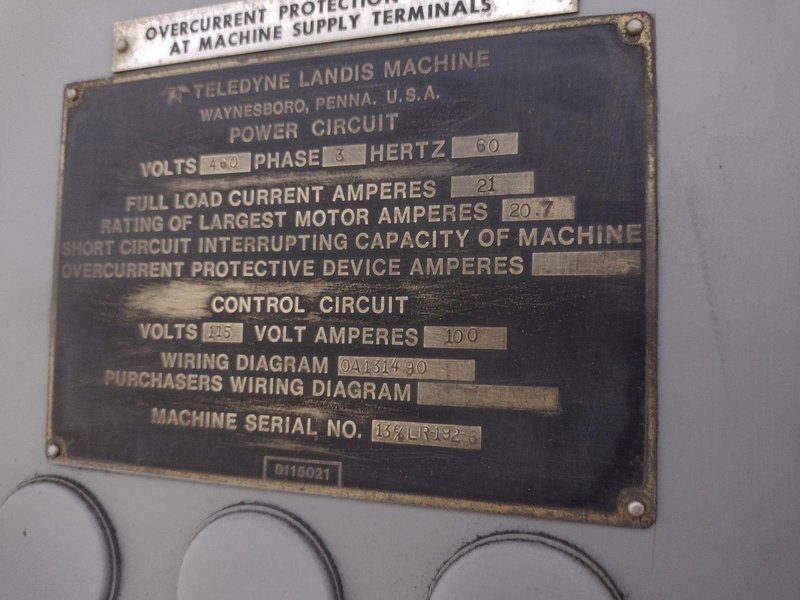 OVERCURRENT PROTECTION
AT MACHINE SUPPLY TERMINALS
TELEDYNE LANDIS MACHINE
WAYNESBORO, PENNA. U.S.A.
POWER CIRCUIT
VOLTS 460 PHASE 3 HERTZ 60
FULL LOAD CURRENT AMPERES 21
RATING OF LARGEST MOTOR AMPERES 20.7
SHORT CIRCUIT INTERRUPTING CAPACITY OF MACHINE
OVERCURRENT PROTECTIVE DEVICE AMPERES
CONTROL CIRCUIT
VOLTS 115 VOLT AMPERES 100
WIRING DIAGRAM 0A131490
PURCHASERS WIRING DIAGRAM
MACHINE SERIAL NO.
D115021